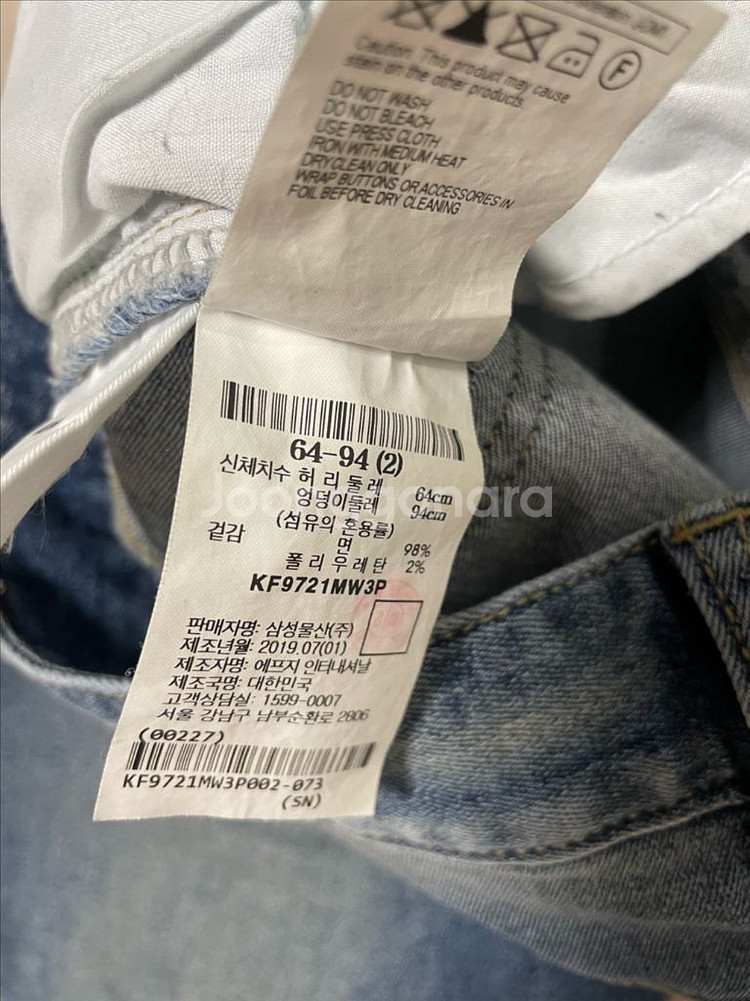 Caution. This product may cause
stain on the other products.
F
DO NOT WASH
DO NOT BLEACH
USE PRESS CLOTH
IRON WITH MEDIUM HEAT
DRY CLEAN ONLY
WRAP BUTTONS OR ACCESSORIES IN
FOIL BEFORE DRY CLEANING
64-94 (2)
신체치수 허 리 둘 레 64cm
엉덩이둘레 94cm
(섬유의 혼용률)
겉감 면 98%
폴 리 우 레 탄 2%
KF9721MW3P
판매자명: 삼성물산(주)
제조년월: 2019.07(01)
제조자명: 에프지 인터내셔날
제조국명: 대한민국
고객상담실: 1599-0007
서울 강남구 남부순환로 2806
(00227)
KF9721MW3P002-073
(SN)
Joonggonara